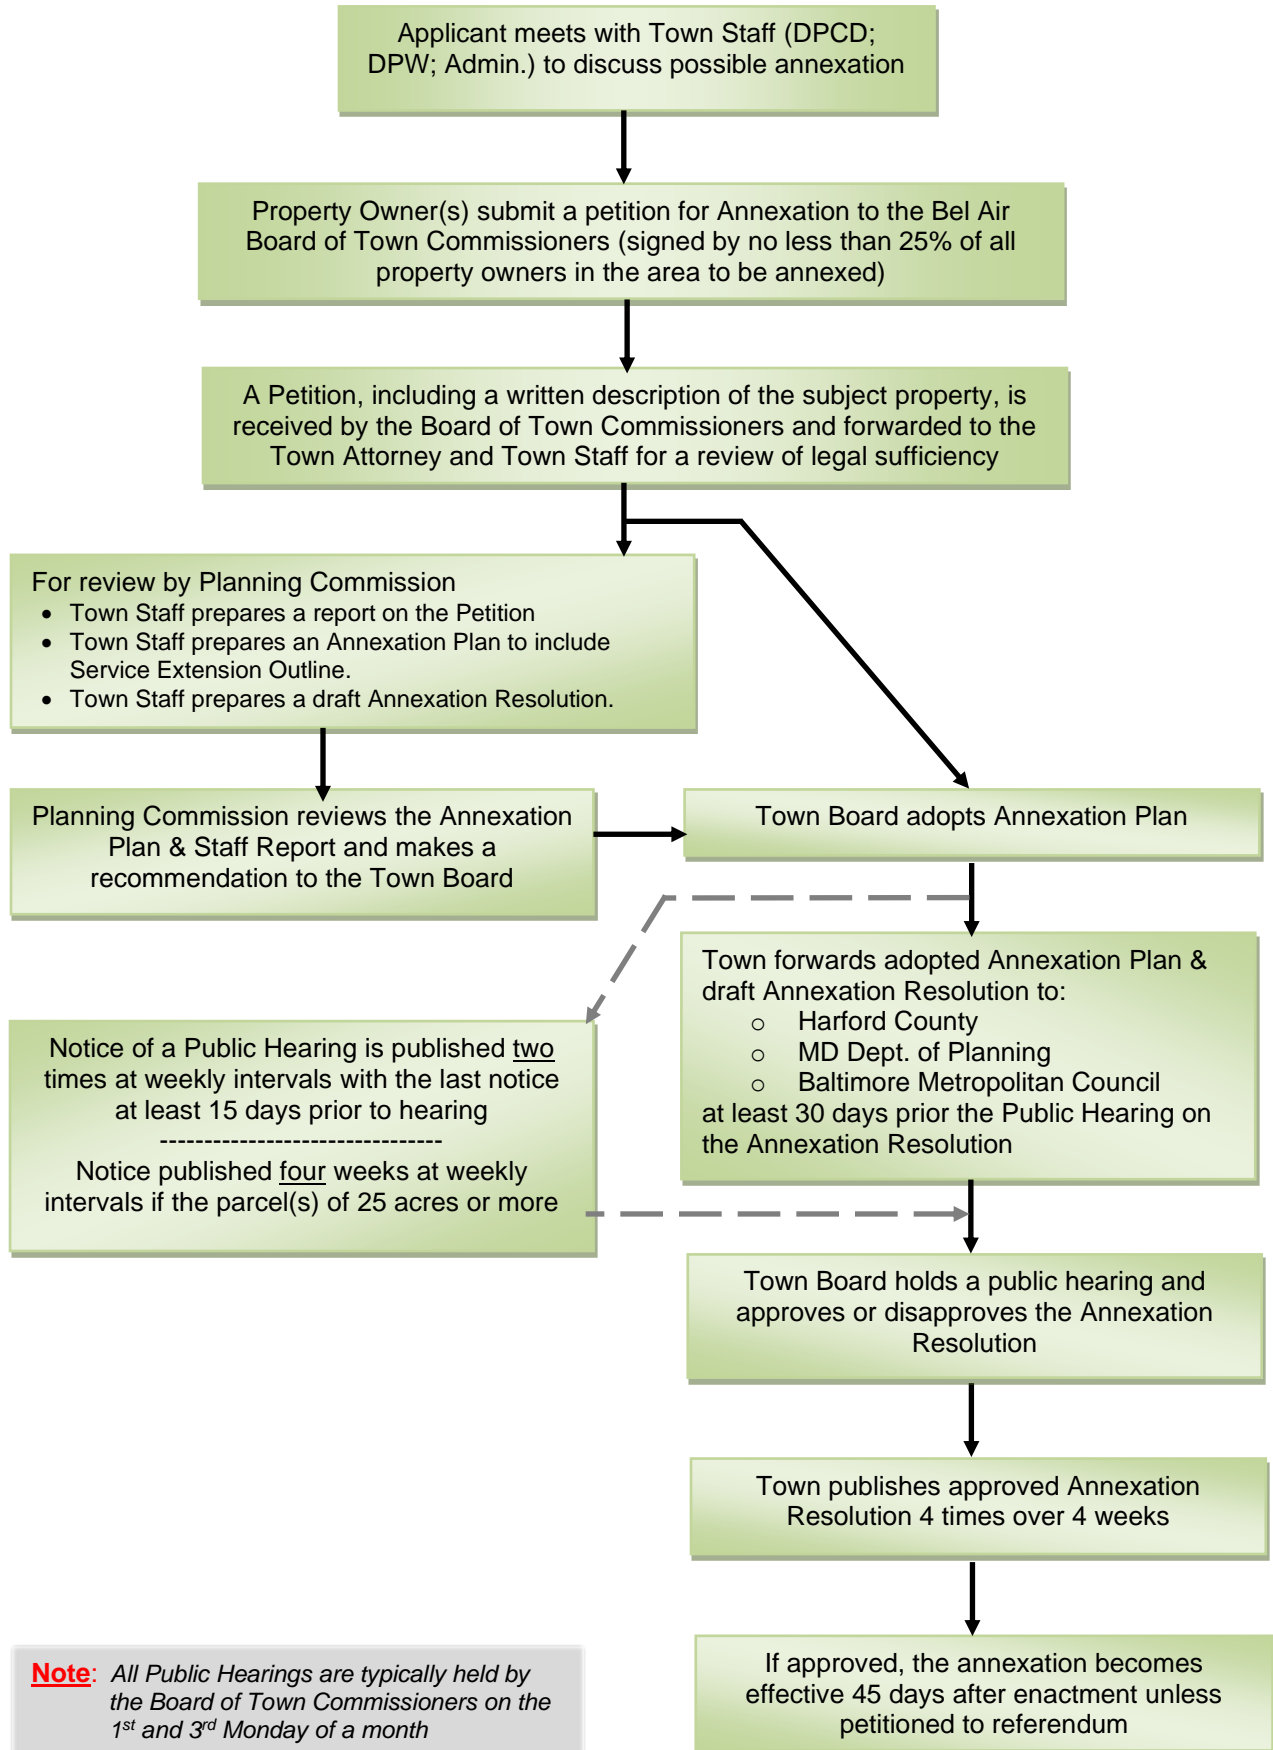 Applicant meets with Town Staff (DPCD;
DPW; Admin.) to discuss possible annexation
Property Owner(s) submit a petition for Annexation to the Bel Air
Board of Town Commissioners (signed by no less than 25% of all
property owners in the area to be annexed)
A Petition, including a written description of the subject property, is
received by the Board of Town Commissioners and forwarded to the
Town Attorney and Town Staff for a review of legal sufficiency
For review by Planning Commission
• Town Staff prepares a report on the Petition
• Town Staff prepares an Annexation Plan to include
Service Extension Outline.
• Town Staff prepares a draft Annexation Resolution.
Planning Commission reviews the Annexation
Plan & Staff Report and makes a
recommendation to the Town Board
Town Board adopts Annexation Plan
Town forwards adopted Annexation Plan &
draft Annexation Resolution to:
o Harford County
o MD Dept. of Planning
o Baltimore Metropolitan Council
at least 30 days prior the Public Hearing on
the Annexation Resolution
Notice of a Public Hearing is published two
times at weekly intervals with the last notice
at least 15 days prior to hearing
--------------------------------
Notice published four weeks at weekly
intervals if the parcel(s) of 25 acres or more
Town Board holds a public hearing and
approves or disapproves the Annexation
Resolution
Town publishes approved Annexation
Resolution 4 times over 4 weeks
If approved, the annexation becomes
effective 45 days after enactment unless
petitioned to referendum
Note: All Public Hearings are typically held by
the Board of Town Commissioners on the
1st and 3rd Monday of a month